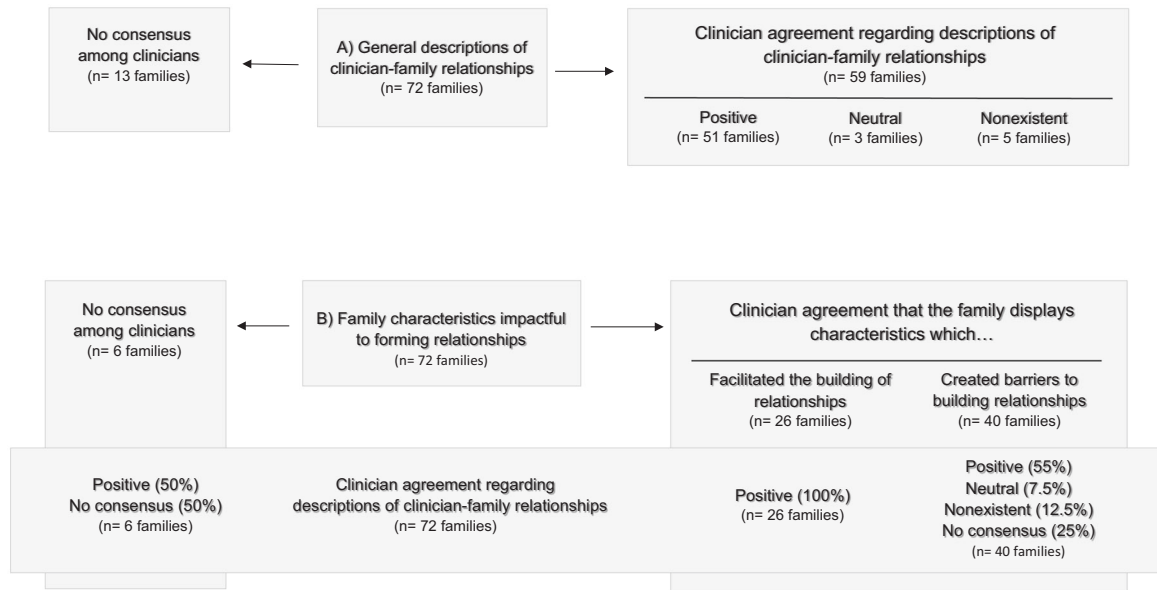 No consensus
among clinicians
(n= 13 families)
A) General descriptions of
clinician-family relationships
(n= 72 families)
Clinician agreement regarding descriptions of
clinician-family relationships
(n= 59 families)
Positive
(n= 51 families)
Neutral
(n= 3 families)
Nonexistent
(n= 5 families)
No consensus
among clinicians
(n= 6 families)
B) Family characteristics impactful
to forming relationships
(n= 72 families)
Clinician agreement that the family displays
characteristics which…
Facilitated the building of
relationships
(n= 26 families)
Created barriers to
building relationships
(n= 40 families)
Positive (50%)
No consensus (50%)
(n= 6 families)
Clinician agreement regarding
descriptions of clinician-family relationships
(n= 72 families)
Positive (100%)
(n= 26 families)
Positive (55%)
Neutral (7.5%)
Nonexistent (12.5%)
No consensus (25%)
(n= 40 families)